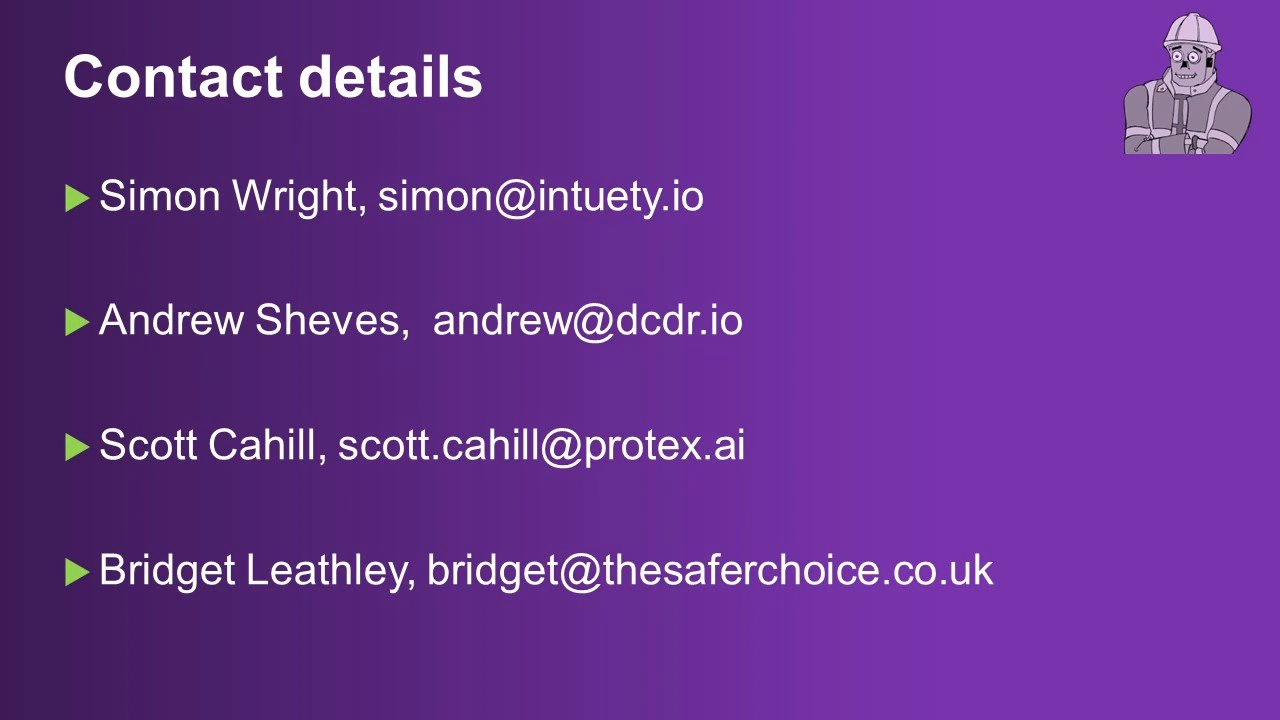 Contact details
Simon Wright, simon@intuety.io
Andrew Sheves,  andrew@dcdr.io
Scott Cahill, scott.cahill@protex.ai
Bridget Leathley, bridget@thesaferchoice.co.uk